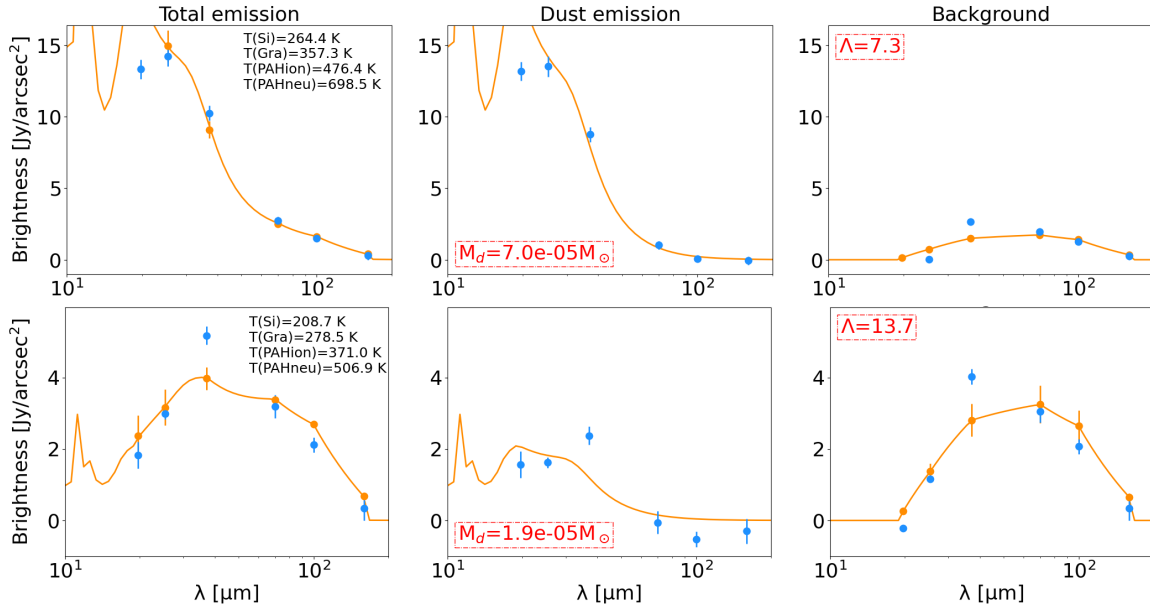 Total emission
Dust emission
Background
Brightness [Jy/arcsec²]
15
10
5
0
10¹
10²
T(Si)=264.4 K
T(Gra)=357.3 K
T(PAHion)=476.4 K
T(PAHneu)=698.5 K
15
10
5
0
10¹
10²
M_d=7.0e-05M_⊙
15
10
5
0
10¹
10²
Λ=7.3
Brightness [Jy/arcsec²]
4
2
0
10¹
10²
λ [μm]
T(Si)=208.7 K
T(Gra)=278.5 K
T(PAHion)=371.0 K
T(PAHneu)=506.9 K
4
2
0
10¹
10²
λ [μm]
M_d=1.9e-05M_⊙
4
2
0
10¹
10²
λ [μm]
Λ=13.7